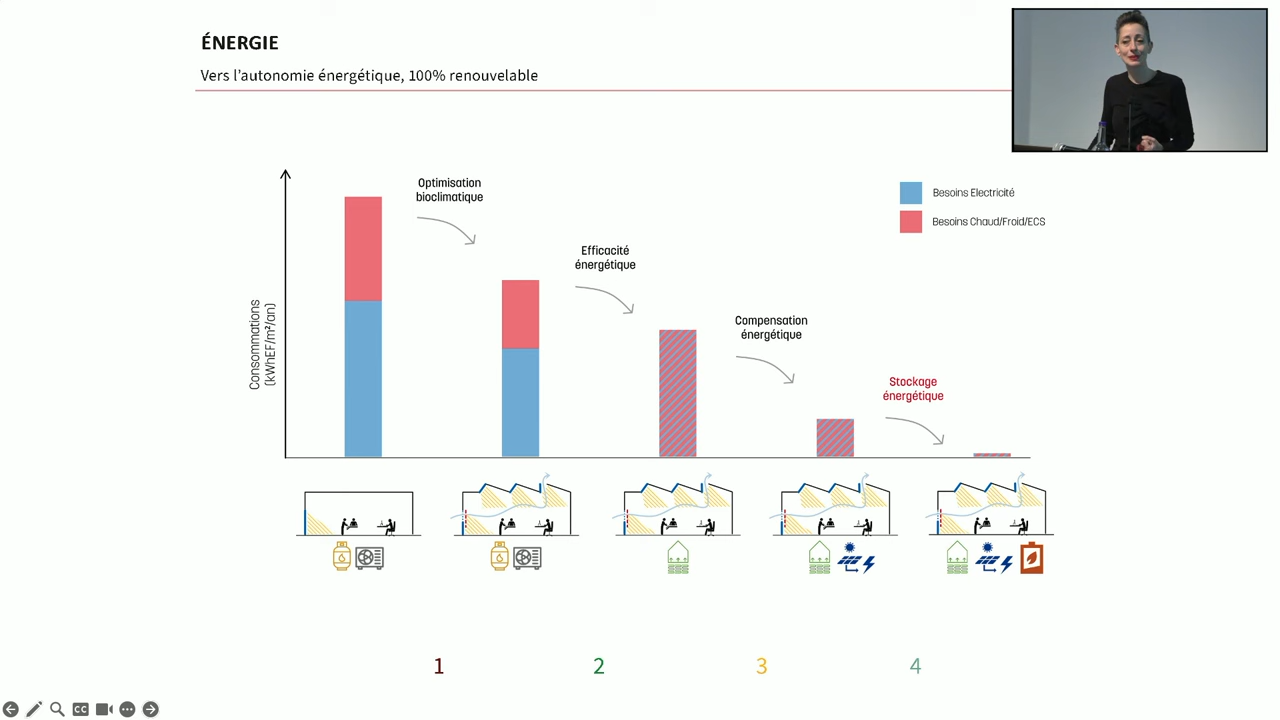 ÉNERGIE
Vers l'autonomie énergétique, 100% renouvelable
Optimisation
bioclimatique
Efficacité
énergétique
Compensation
énergétique
Stockage
énergétique
Besoins Electricité
Besoins Chaud/Froid/ECS
Consommations
(kWhEF/m²/an)
1
2
3
4
CC